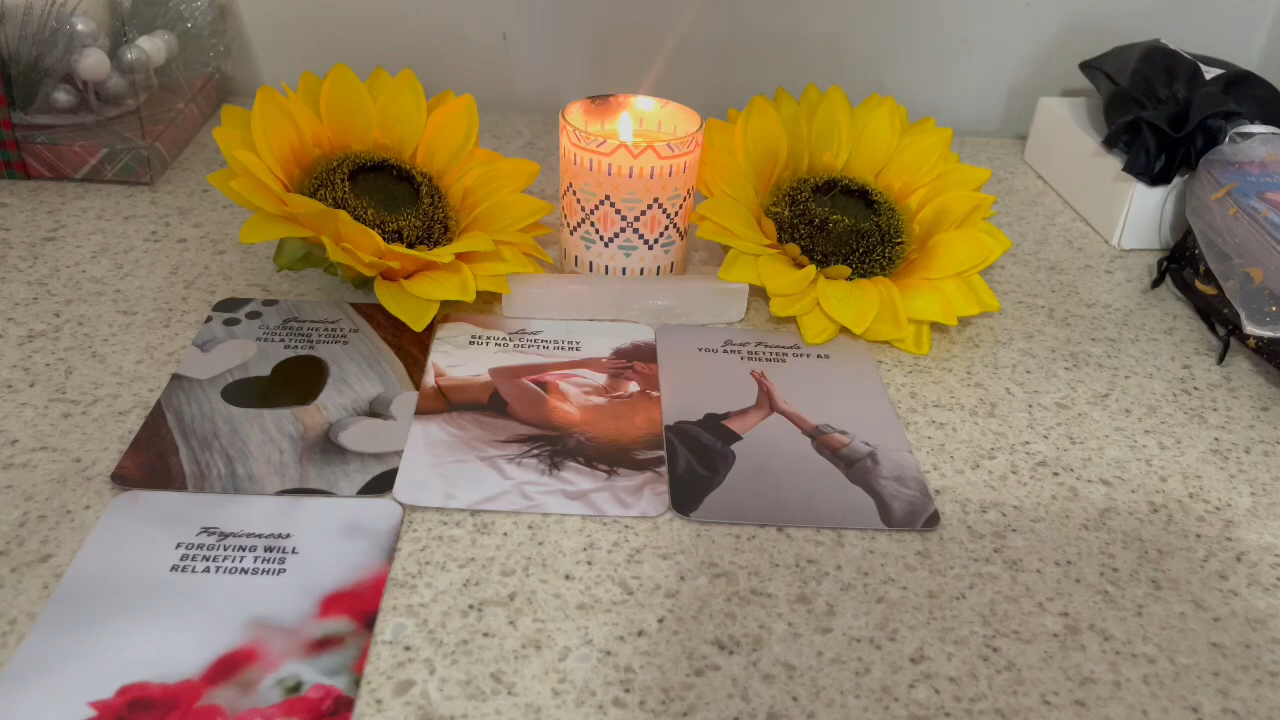 Guarded
CLOSED HEART IS
HOLDING YOUR
RELATIONSHIPS
BACK
Lust
SEXUAL CHEMISTRY
BUT NO DEPTH HERE
Just Friends
YOU ARE BETTER OFF AS
FRIENDS
Forgiveness
FORGIVING WILL
BENEFIT THIS
RELATIONSHIP